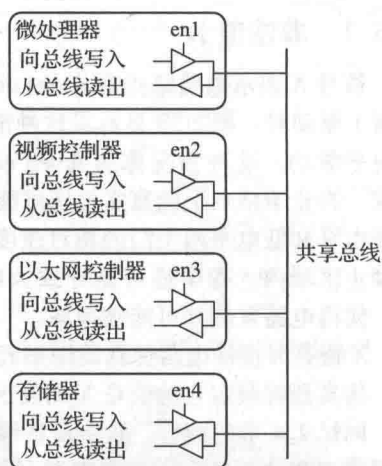 微处理器 en1
向总线写入
从总线读出
视频控制器 en2
向总线写入
从总线读出
共享总线
以太网控制器 en3
向总线写入
从总线读出
存储器 en4
向总线写入
从总线读出